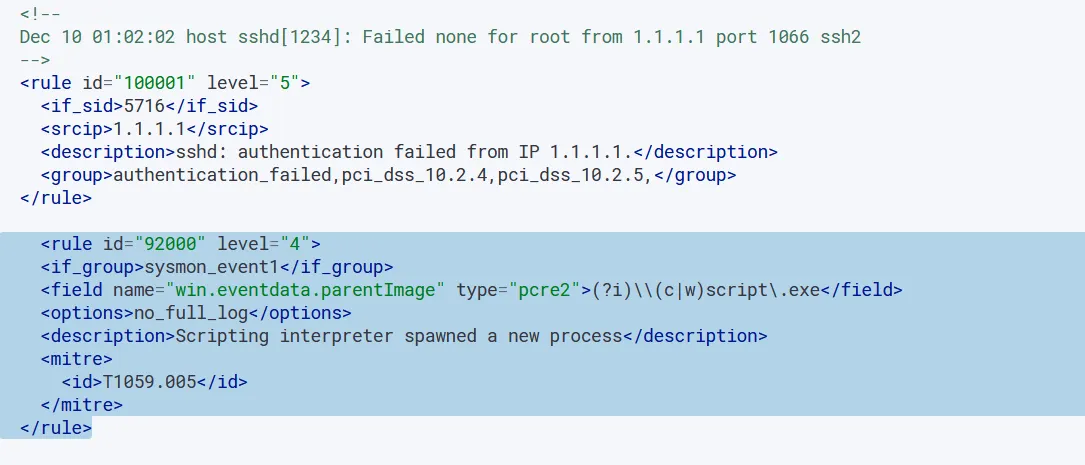 <!--
Dec 10 01:02:02 host sshd[1234]: Failed none for root from 1.1.1.1 port 1066 ssh2
-->
<rule id="100001" level="5">
  <if_sid>5716</if_sid>
  <srcip>1.1.1.1</srcip>
  <description>sshd: authentication failed from IP 1.1.1.1.</description>
  <group>authentication_failed,pci_dss_10.2.4,pci_dss_10.2.5,</group>
</rule>
  <rule id="92000" level="4">
  <if_group>sysmon_event1</if_group>
  <field name="win.eventdata.parentImage" type="pcre2">(?i)\\(c|w)script\.exe</field>
  <options>no_full_log</options>
  <description>Scripting interpreter spawned a new process</description>
  <mitre>
    <id>T1059.005</id>
  </mitre>
</rule>